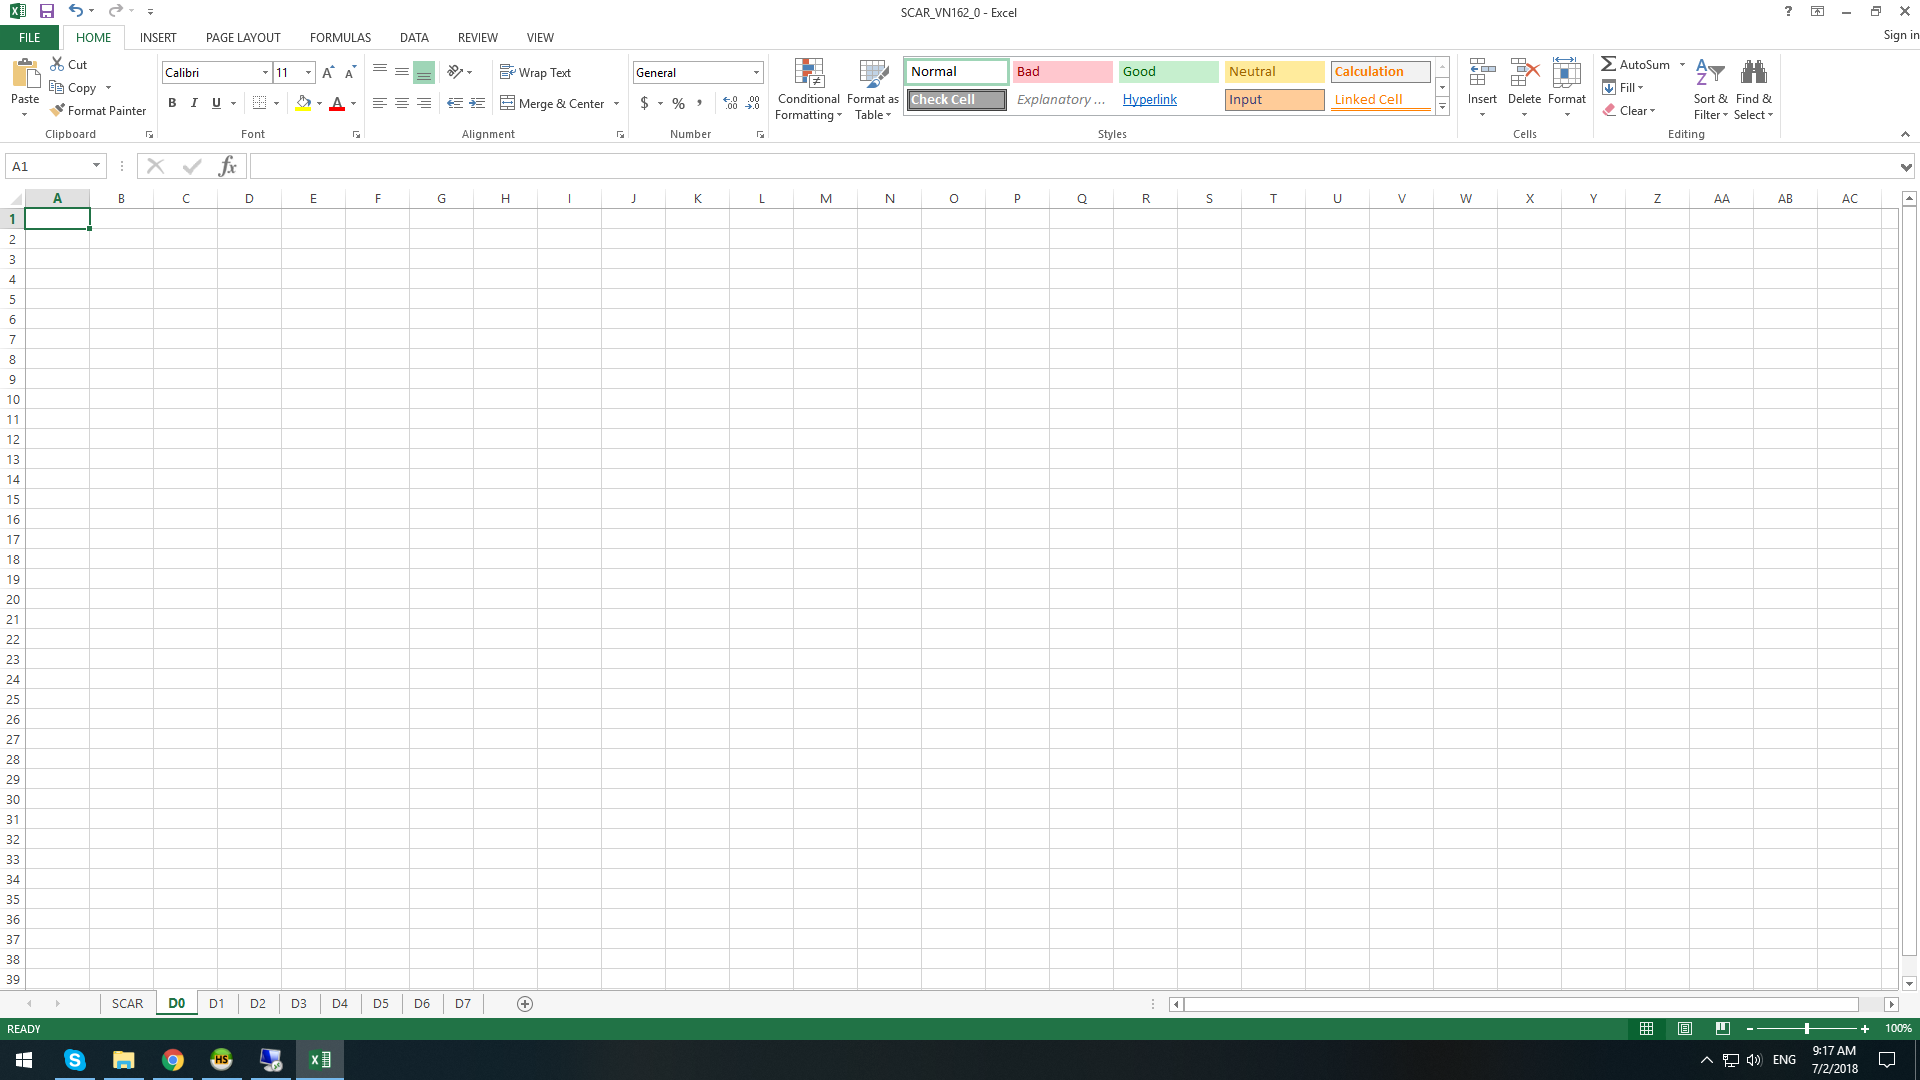 SCAR_VN162_0 - Excel
FILE HOME INSERT PAGE LAYOUT FORMULAS DATA REVIEW VIEW
Sign in
Paste
Cut
Copy
Format Painter
Clipboard
Calibri 11
B I U
Font
Wrap Text
Merge & Center
Alignment
General
$ % ,
Number
Conditional Formatting
Format as Table
Normal Bad Good Neutral Calculation
Check Cell Explanatory ... Hyperlink Input Linked Cell
Styles
Insert Delete Format
Cells
AutoSum
Fill
Clear
Sort & Filter
Find & Select
Editing
A1
fx
A B C D E F G H I J K L M N O P Q R S T U V W X Y Z AA AB AC
1
2
3
4
5
6
7
8
9
10
11
12
13
14
15
16
17
18
19
20
21
22
23
24
25
26
27
28
29
30
31
32
33
34
35
36
37
38
39
SCAR D0 D1 D2 D3 D4 D5 D6 D7
READY
100%
HS
ENG
9:17 AM
7/2/2018